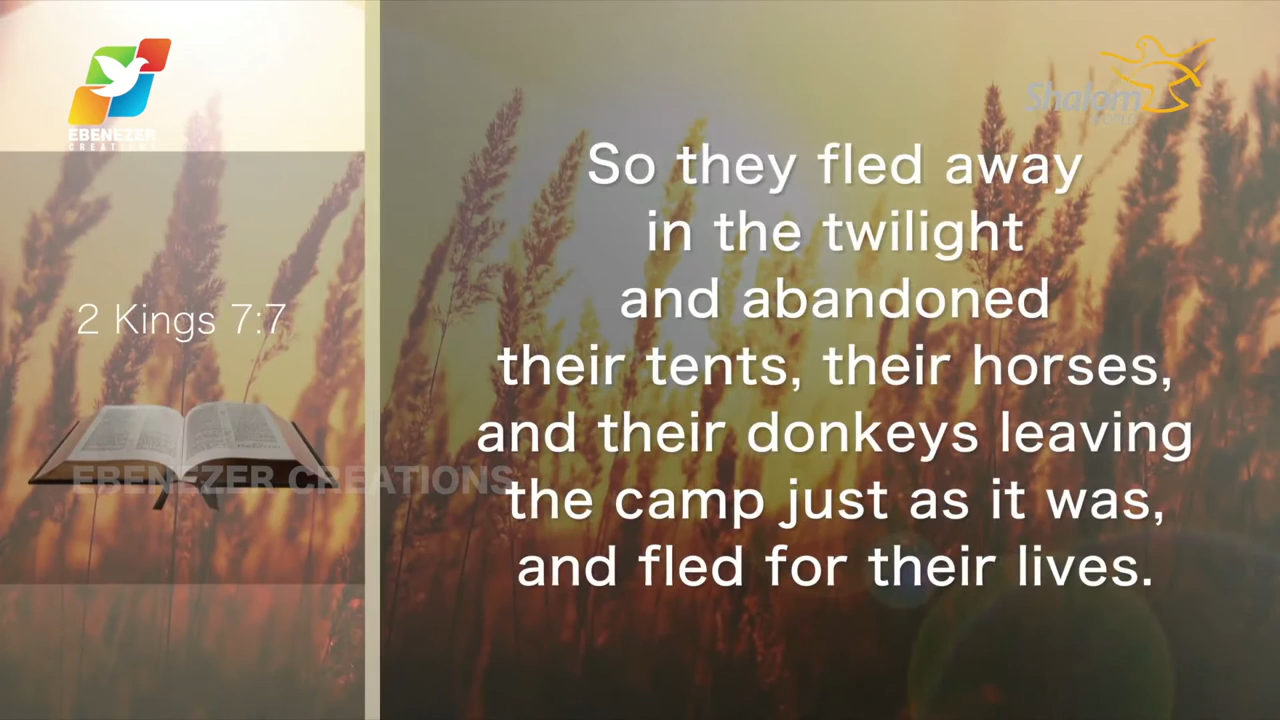 EBENEZER
CREATIONS
Shalom
WORLD
2 Kings 7:7
EBENEZER CREATIONS
So they fled away
in the twilight
and abandoned
their tents, their horses,
and their donkeys leaving
the camp just as it was,
and fled for their lives.